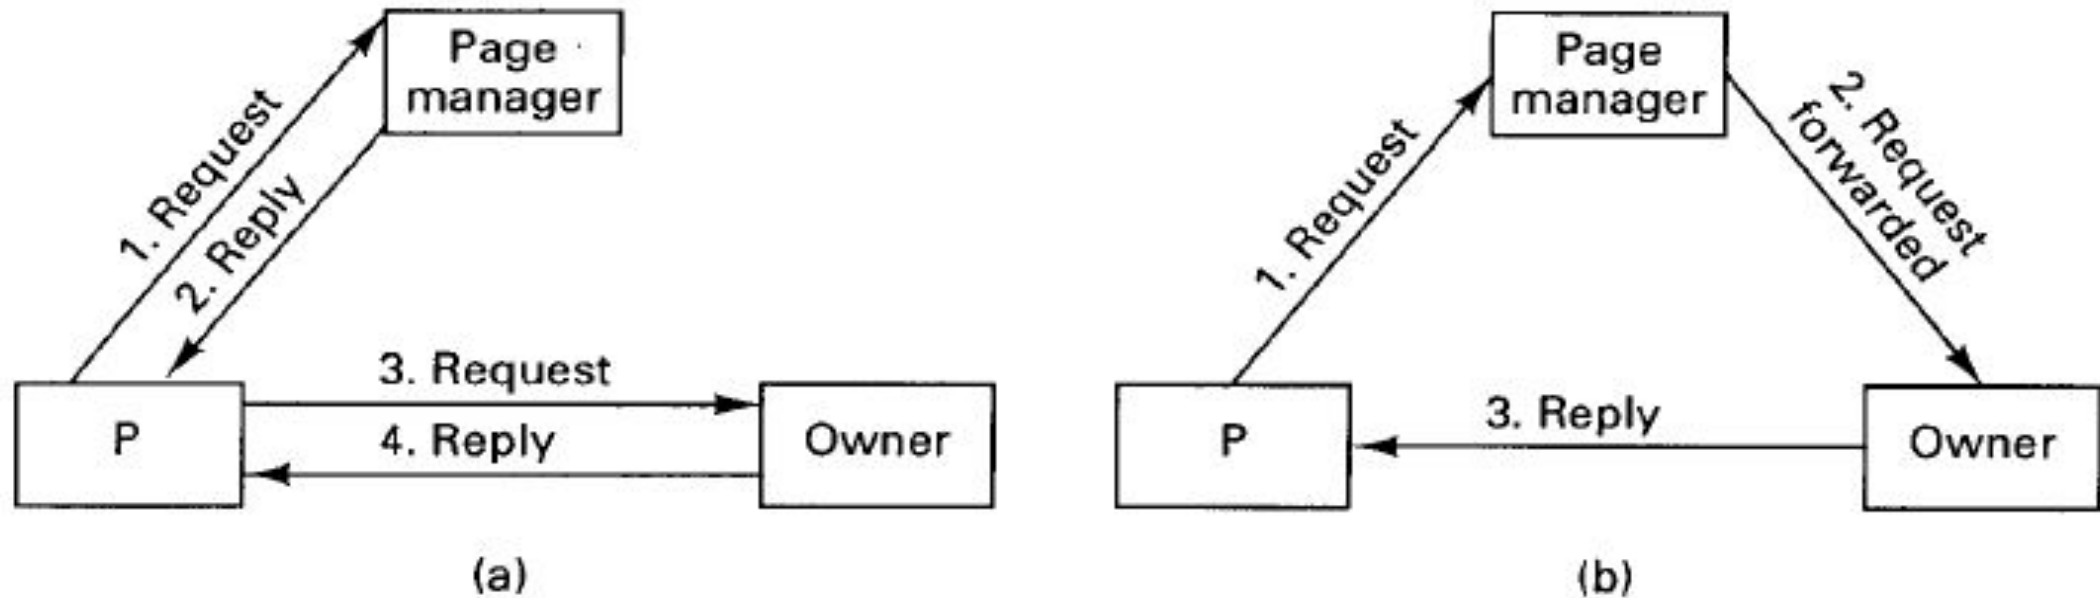 Page
manager
1. Request
2. Reply
3. Request
4. Reply
P
Owner
(a)
Page
manager
1. Request
2. Request
forwarded
3. Reply
P
Owner
(b)